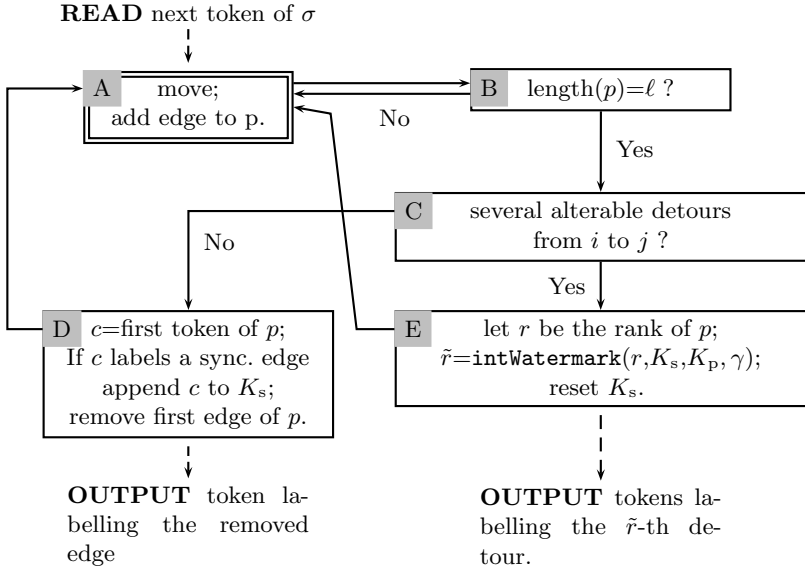 READ next token of σ
A
move;
add edge to p.
B
length(p)=ℓ ?
No
Yes
C
several alterable detours
from i to j ?
No
Yes
D
c=first token of p;
If c labels a sync. edge
append c to Kₛ;
remove first edge of p.
E
let r be the rank of p;
r̃=intWatermark(r,Kₛ,Kₚ, γ);
reset Kₛ.
OUTPUT token la-
belling the removed
edge
OUTPUT tokens la-
belling the r̃-th de-
tour.